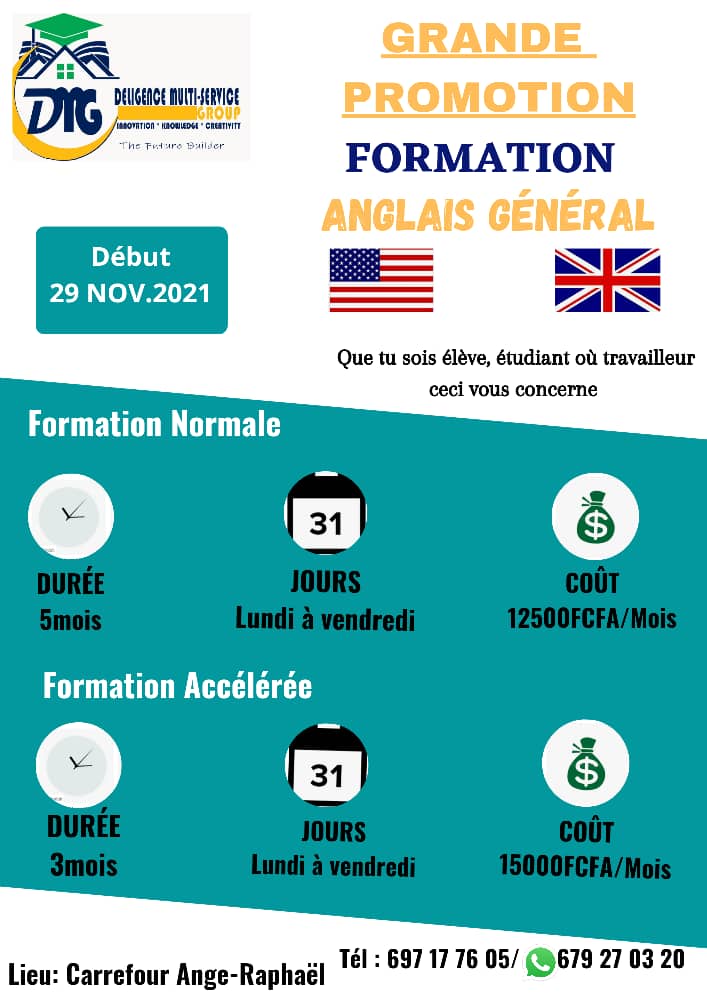 DMG
DELIGENCE MULTI-SERVICE
GROUP
INNOVATION * KNOWLEDGE * CREATIVITY
The Future Builder
GRANDE
PROMOTION
FORMATION
ANGLAIS GÉNÉRAL
Début
29 NOV.2021
Que tu sois élève, étudiant où travailleur
ceci vous concerne
Formation Normale
31
DURÉE
5mois
JOURS
Lundi à vendredi
COÛT
12500FCFA/Mois
Formation Accélérée
31
DURÉE
3mois
JOURS
Lundi à vendredi
COÛT
15000FCFA/Mois
Lieu: Carrefour Ange-Raphaël
Tél : 697 17 76 05/ 679 27 03 20